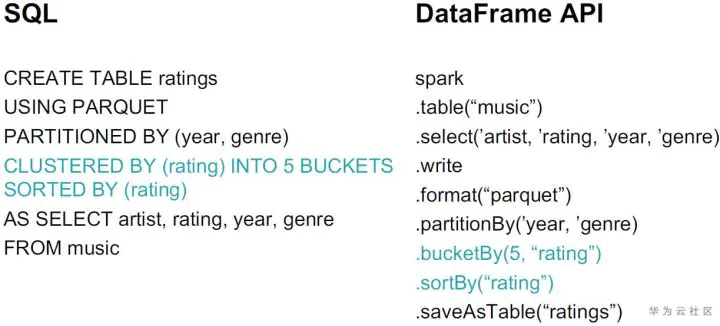 SQL
CREATE TABLE ratings
USING PARQUET
PARTITIONED BY (year, genre)
CLUSTERED BY (rating) INTO 5 BUCKETS
SORTED BY (rating)
AS SELECT artist, rating, year, genre
FROM music
DataFrame API
spark
.table(“music”)
.select(’artist, ’rating, ’year, ’genre)
.write
.format(“parquet”)
.partitionBy(’year, ’genre)
.bucketBy(5, “rating”)
.sortBy(“rating”)
.saveAsTable(“ratings”)
华为云社区